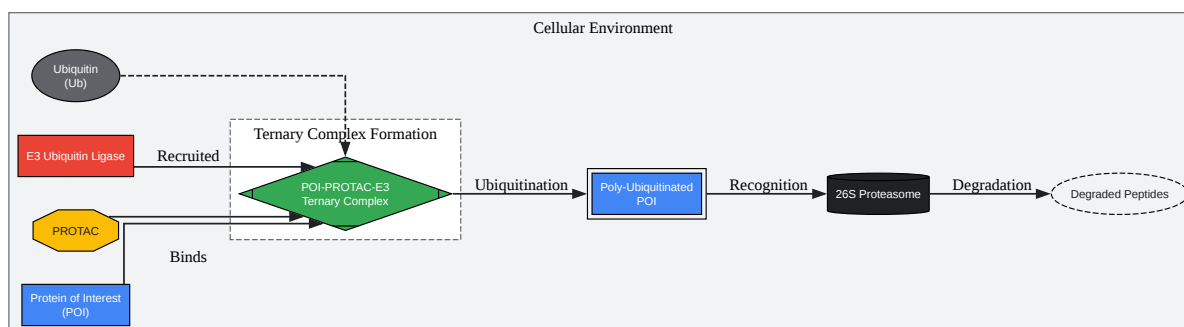 Cellular Environment
Ubiquitin
(Ub)
Ternary Complex Formation
E3 Ubiquitin Ligase
Recruited
POI-PROTAC-E3
Ternary Complex
Ubiquitination
Poly-Ubiquitinated
POI
Recognition
26S Proteasome
Degradation
Degraded Peptides
PROTAC
Binds
Protein of Interest
(POI)